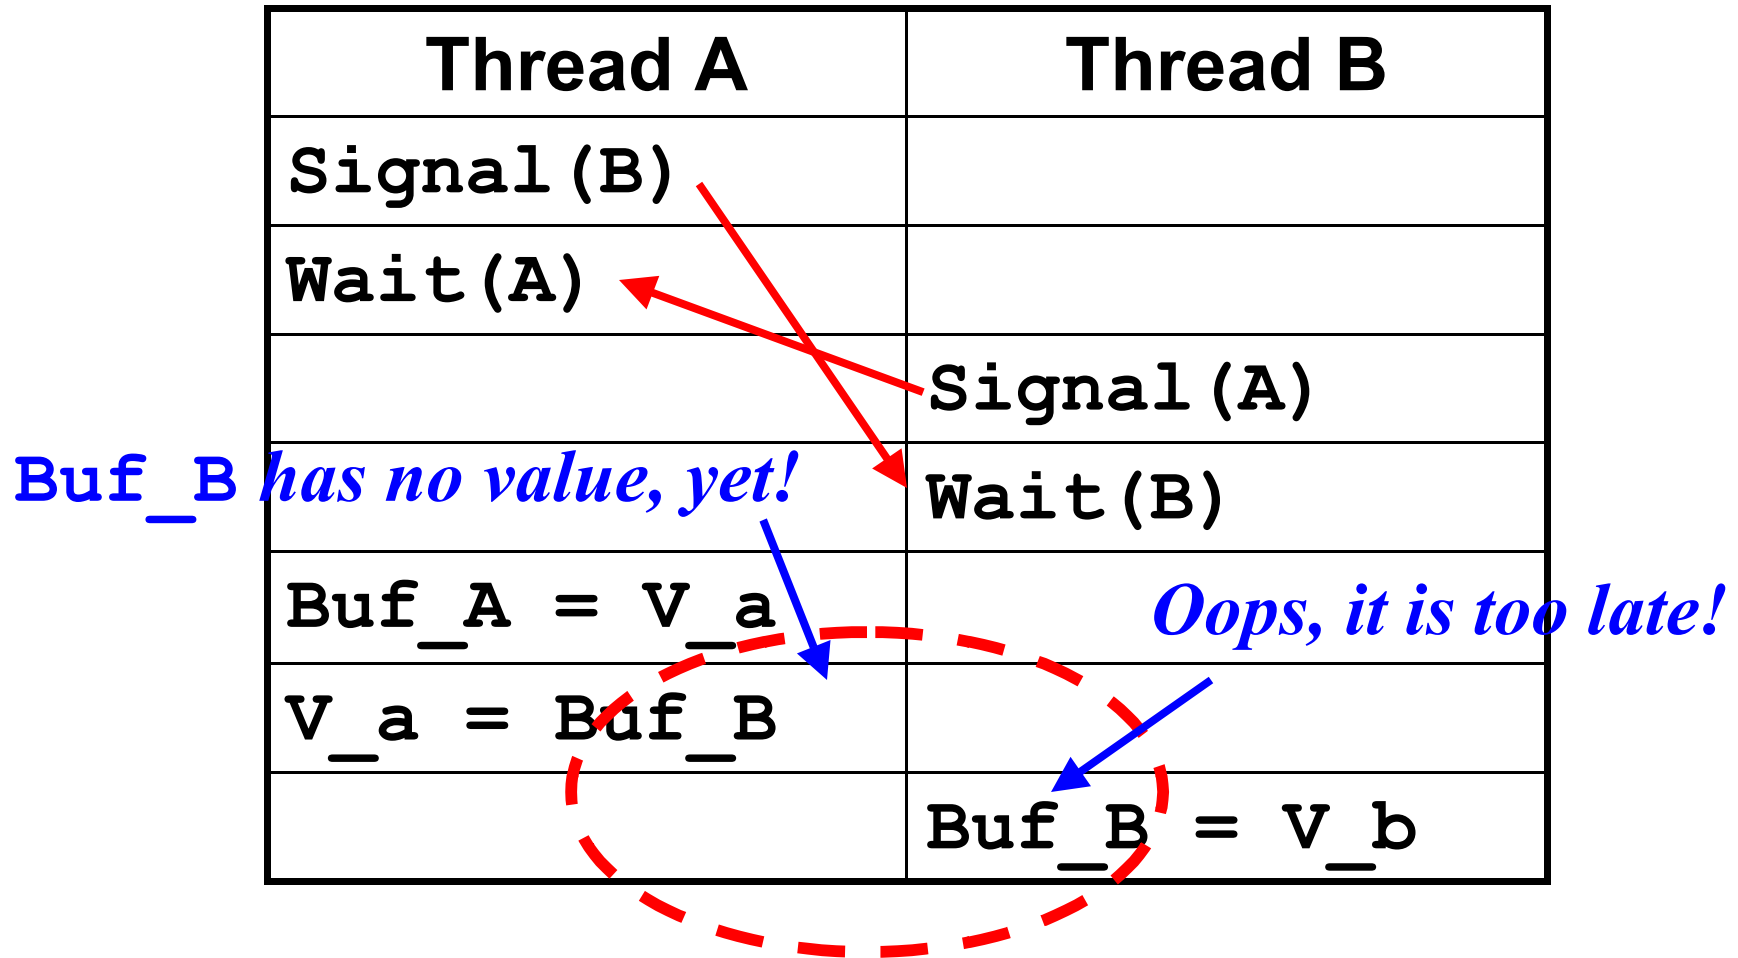 Thread A Thread B
Signal(B)
Wait(A)
Signal(A)
Buf_B has no value, yet! Wait(B)
Buf_A = V_a Oops, it is too late!
V_a = Buf_B
Buf_B = V_b